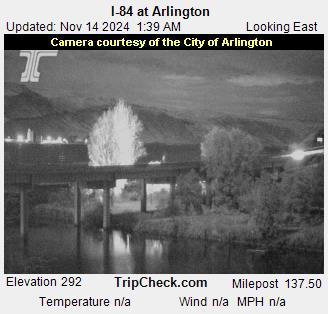 I-84 at Arlington
Updated: Nov 14 2024 1:39 AM Looking East
Camera courtesy of the City of Arlington
Elevation 292 TripCheck.com Milepost 137.50
Temperature n/a Wind n/a MPH n/a